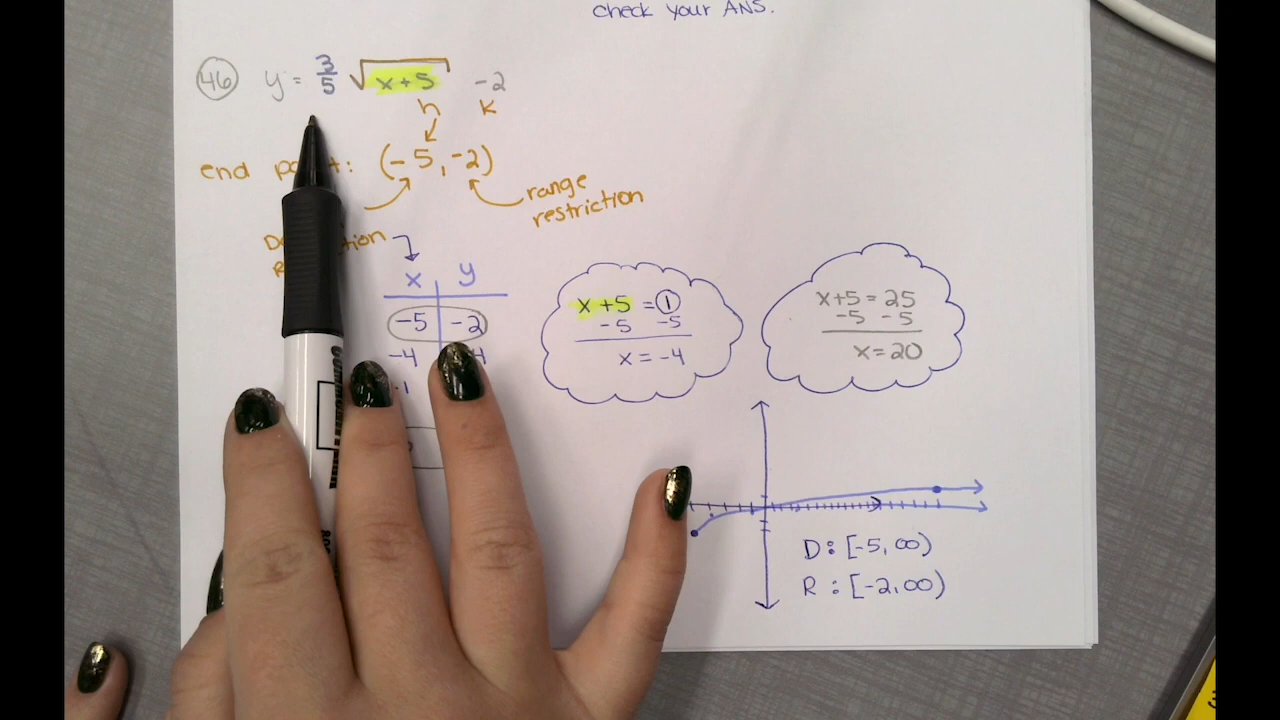 check your ANS.
46 y = 3/5 √x+5 -2
h k
end : (-5, -2)
range
restriction
x y
-5 -2
-4
x+5 = 1
-5 -5
x = -4
x+5 = 25
-5 -5
x = 20
D: [-5, ∞)
R: [-2, ∞)